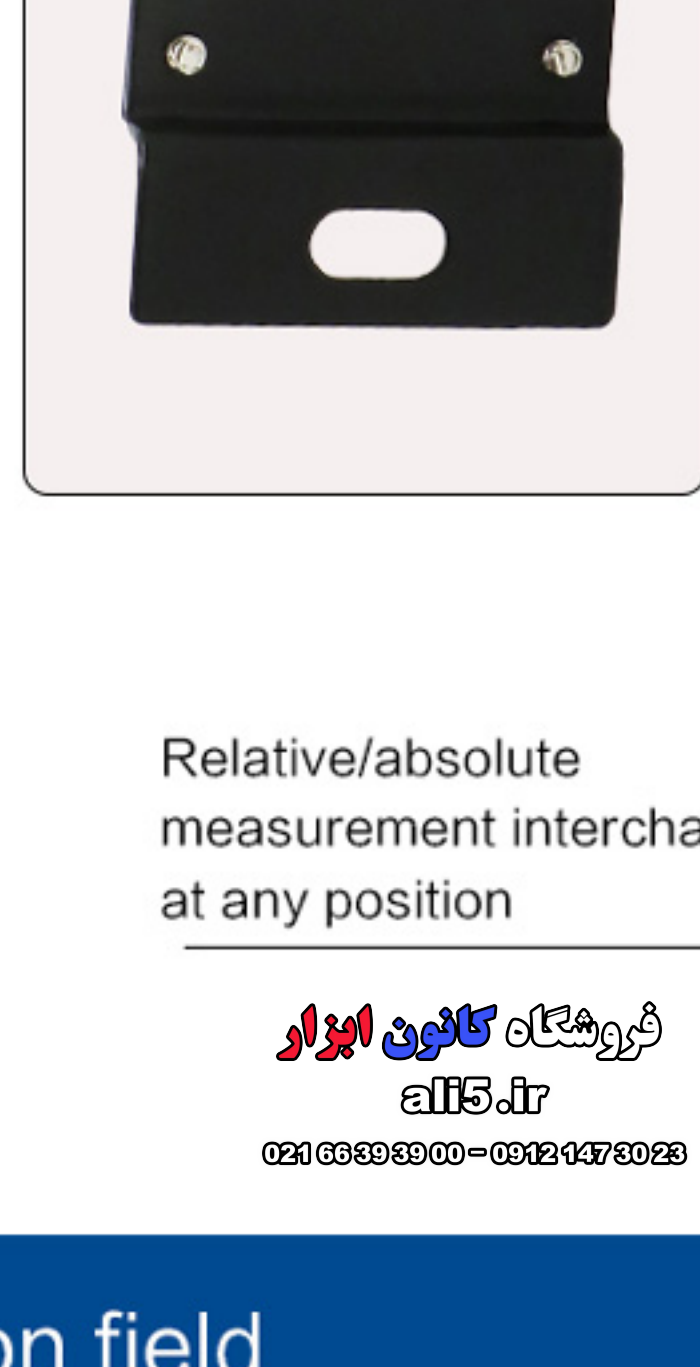 Relative/absolute
measurement intercha
at any position
فروشگاه کانون ابزار
ali5.ir
021 66 39 39 00 – 0912 147 30 23
on field